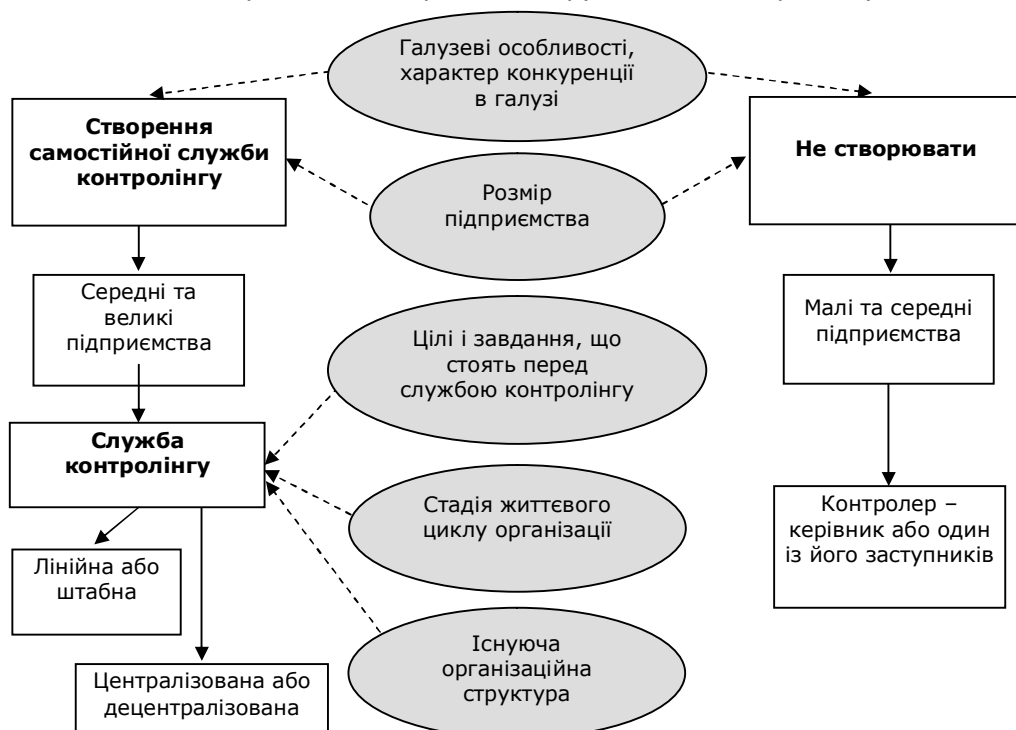 Галузеві особливості,
характер конкуренції
в галузі
Створення
самостійної служби
контролінгу
Не створювати
Розмір
підприємства
Середні та
великі
підприємства
Малі та середні
підприємства
Цілі і завдання, що
стоять перед
службою контролінгу
Служба
контролінгу
Стадія життєвого
циклу організації
Контролер –
керівник або один
із його заступників
Лінійна або
штабна
Існуюча
організаційна
структура
Централізована або
децентралізована